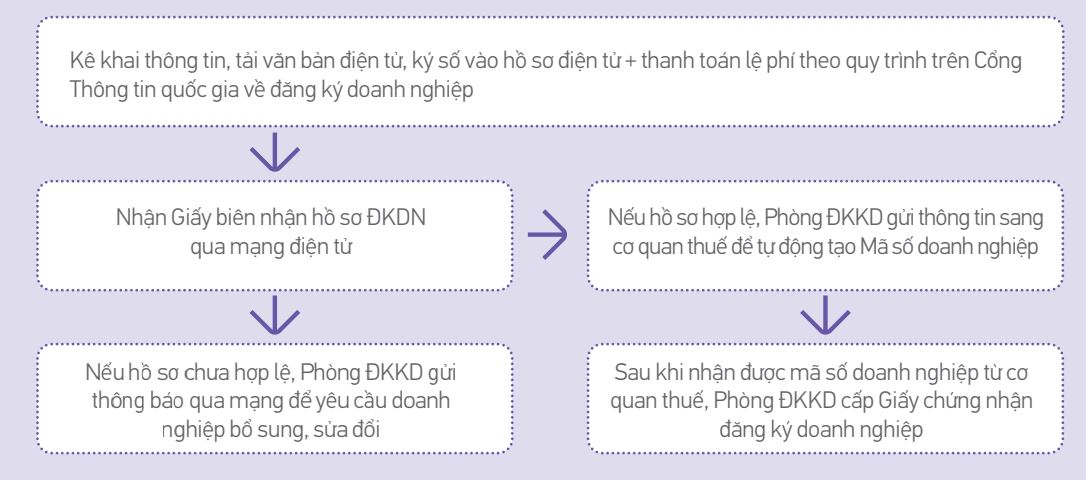 Kê khai thông tin, tải văn bản điện tử, ký số vào hồ sơ điện tử + thanh toán lệ phí theo quy trình trên Cổng
Thông tin quốc gia về đăng ký doanh nghiệp
Nhận Giấy biên nhận hồ sơ ĐKDN
qua mạng điện tử
Nếu hồ sơ hợp lệ, Phòng ĐKKD gửi thông tin sang
cơ quan thuế để tự động tạo Mã số doanh nghiệp
Nếu hồ sơ chưa hợp lệ, Phòng ĐKKD gửi
thông báo qua mạng để yêu cầu doanh
nghiệp bổ sung, sửa đổi
Sau khi nhận được mã số doanh nghiệp từ cơ
quan thuế, Phòng ĐKKD cấp Giấy chứng nhận
đăng ký doanh nghiệp